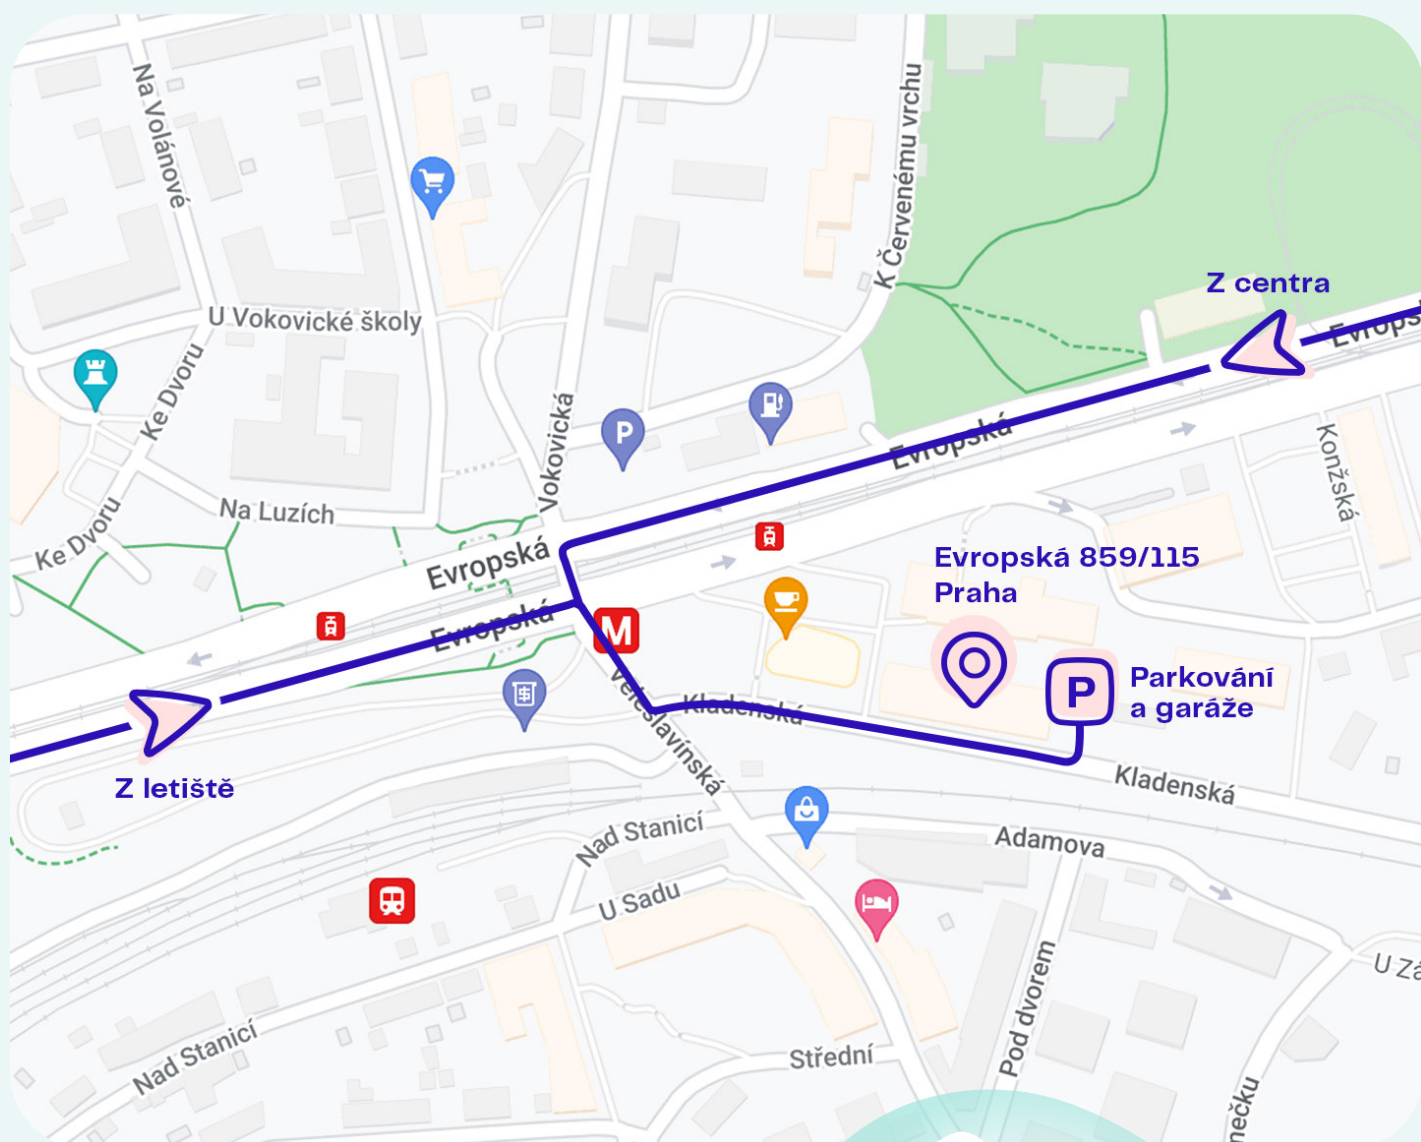 Na Volánové
K Červenému vrchu
Z centra
Evrops
U Vokovické školy
Ke Dvoru
Vokovická
P
Evropská
Konžská
Na Luzích
Ke Dvoru
Evropská
Evropská 859/115
Praha
Evropská
M
Veleslavínská
Kladenská
P
Parkování
a garáže
Z letiště
Kladenská
Nad Stanicí
Adamova
U Sadu
U Zá
Pod dvorem
Nad Stanicí
Střední
nečku